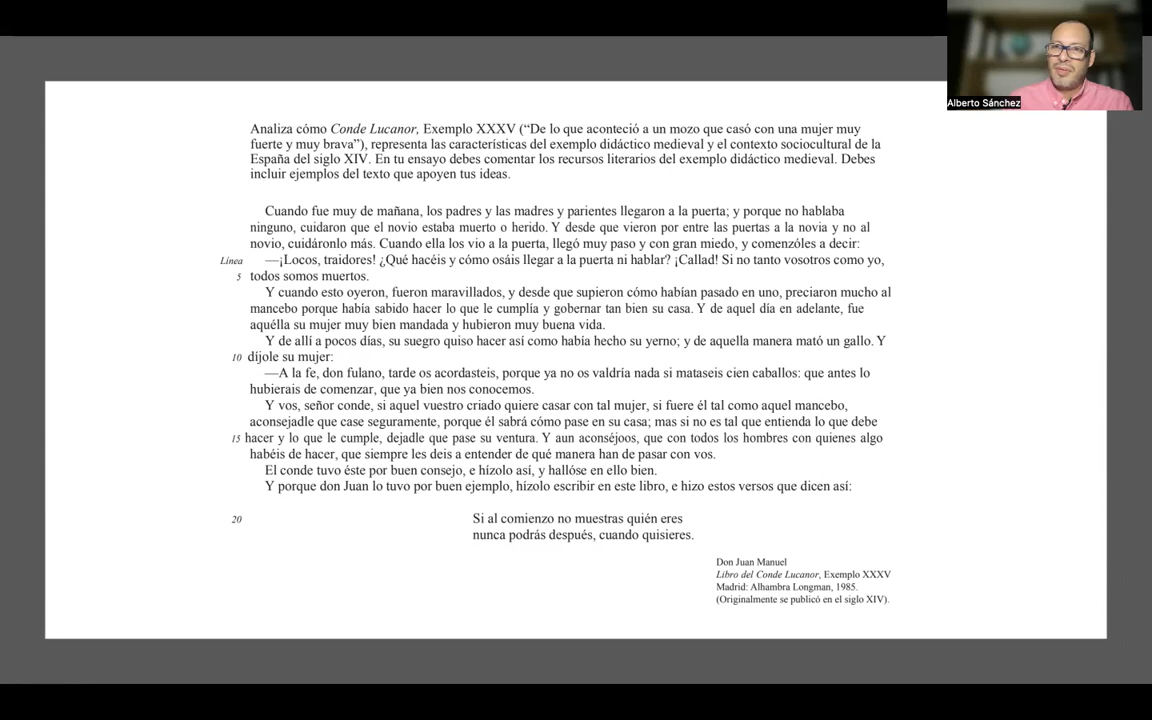 Alberto Sánchez
Analiza cómo Conde Lucanor, Exemplo XXXV (“De lo que aconteció a un mozo que casó con una mujer muy
fuerte y muy brava”), representa las características del exemplo didáctico medieval y el contexto sociocultural de la
España del siglo XIV. En tu ensayo debes comentar los recursos literarios del exemplo didáctico medieval. Debes
incluir ejemplos del texto que apoyen tus ideas.
Cuando fue muy de mañana, los padres y las madres y parientes llegaron a la puerta; y porque no hablaba
ninguno, cuidaron que el novio estaba muerto o herido. Y desde que vieron por entre las puertas a la novia y no al
novio, cuidáronlo más. Cuando ella los vio a la puerta, llegó muy paso y con gran miedo, y comenzóles a decir:
Línea —¡Locos, traidores! ¿Qué hacéis y cómo osáis llegar a la puerta ni hablar? ¡Callad! Si no tanto vosotros como yo,
5 todos somos muertos.
Y cuando esto oyeron, fueron maravillados, y desde que supieron cómo habían pasado en uno, preciaron mucho al
mancebo porque había sabido hacer lo que le cumplía y gobernar tan bien su casa. Y de aquel día en adelante, fue
aquélla su mujer muy bien mandada y hubieron muy buena vida.
Y de allí a pocos días, su suegro quiso hacer así como había hecho su yerno; y de aquella manera mató un gallo. Y
10 díjole su mujer:
—A la fe, don fulano, tarde os acordasteis, porque ya no os valdría nada si mataseis cien caballos: que antes lo
hubierais de comenzar, que ya bien nos conocemos.
Y vos, señor conde, si aquel vuestro criado quiere casar con tal mujer, si fuere él tal como aquel mancebo,
aconsejadle que case seguramente, porque él sabrá cómo pase en su casa; mas si no es tal que entienda lo que debe
15 hacer y lo que le cumple, dejadle que pase su ventura. Y aun aconséjoos, que con todos los hombres con quienes algo
habéis de hacer, que siempre les deis a entender de qué manera han de pasar con vos.
El conde tuvo éste por buen consejo, e hízolo así, y hallóse en ello bien.
Y porque don Juan lo tuvo por buen ejemplo, hízolo escribir en este libro, e hizo estos versos que dicen así:
20 Si al comienzo no muestras quién eres
nunca podrás después, cuando quisieres.
Don Juan Manuel
Libro del Conde Lucanor, Exemplo XXXV
Madrid: Alhambra Longman, 1985.
(Originalmente se publicó en el siglo XIV).